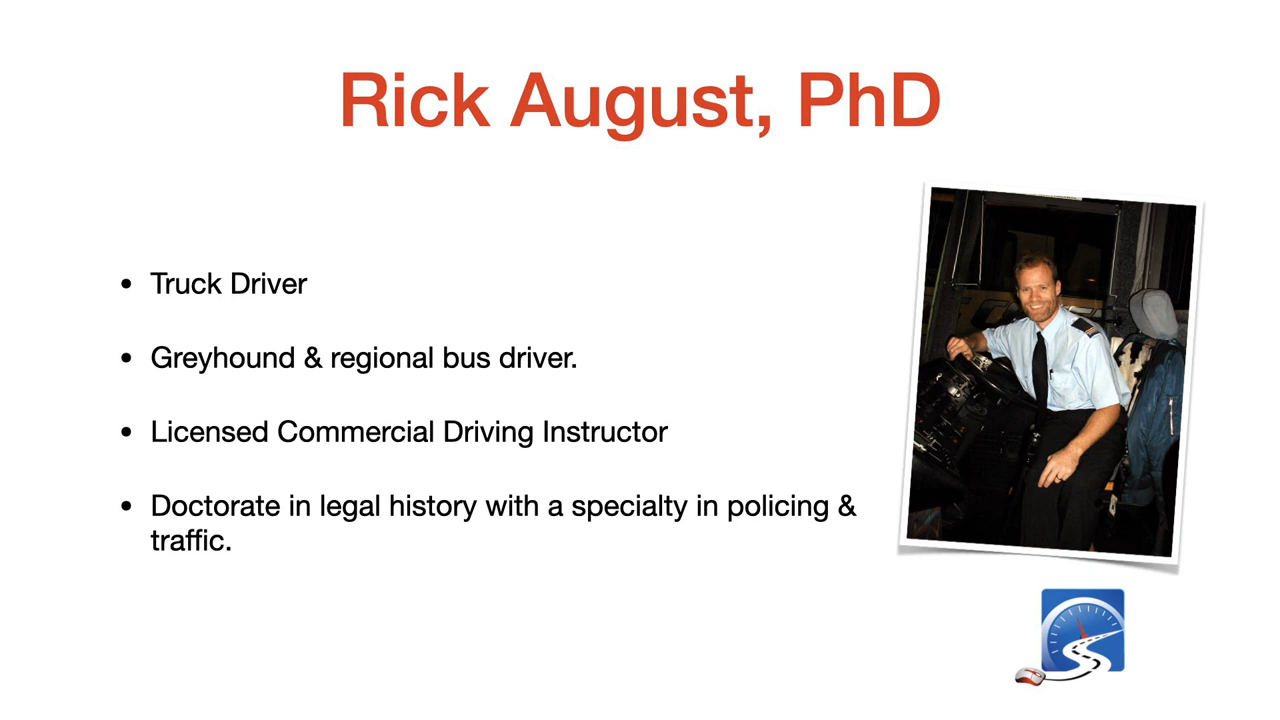 Rick August, PhD
• Truck Driver
• Greyhound & regional bus driver.
• Licensed Commercial Driving Instructor
• Doctorate in legal history with a specialty in policing &
traffic.